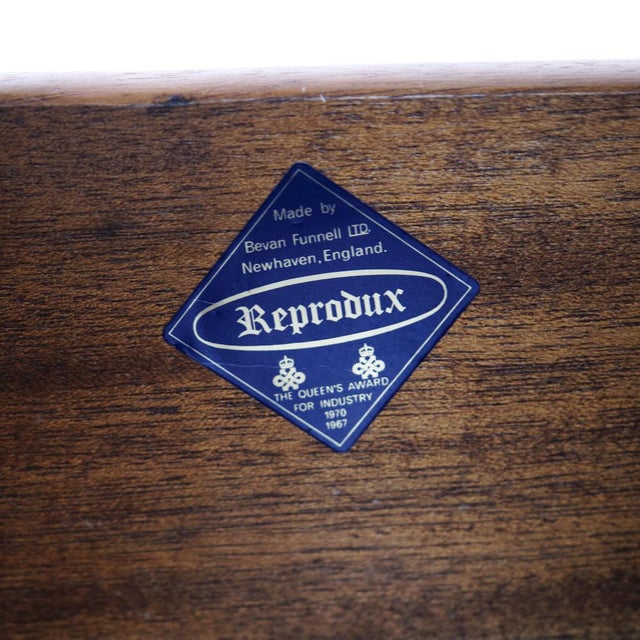 Made by
Bevan Funnell LTD.
Newhaven, England.
Reprodux
THE QUEEN'S AWARD
FOR INDUSTRY
1970
1967